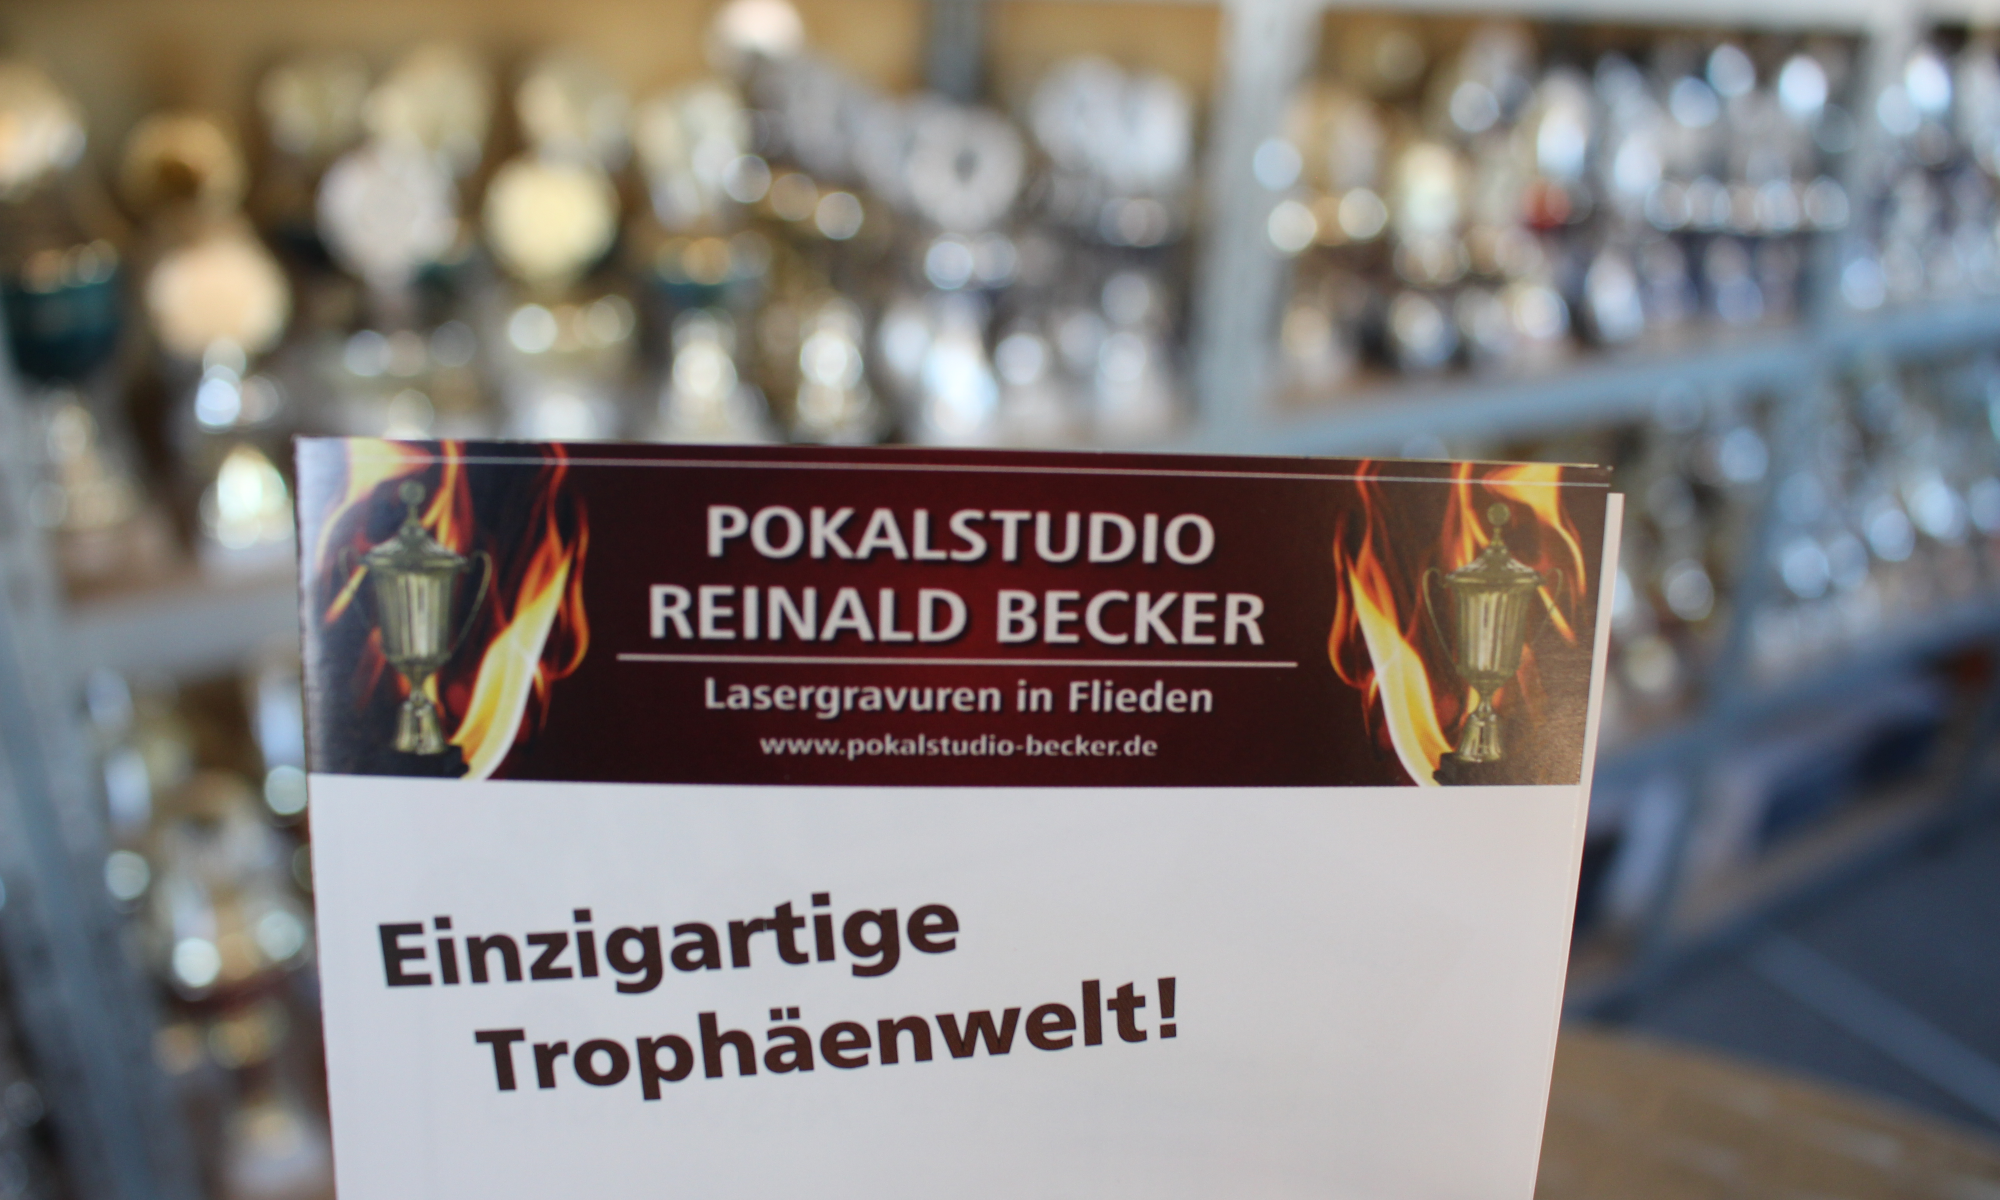 POKALSTUDIO
REINALD BECKER
Lasergravuren in Flieden
www.pokalstudio-becker.de
Einzigartige
Trophäenwelt!